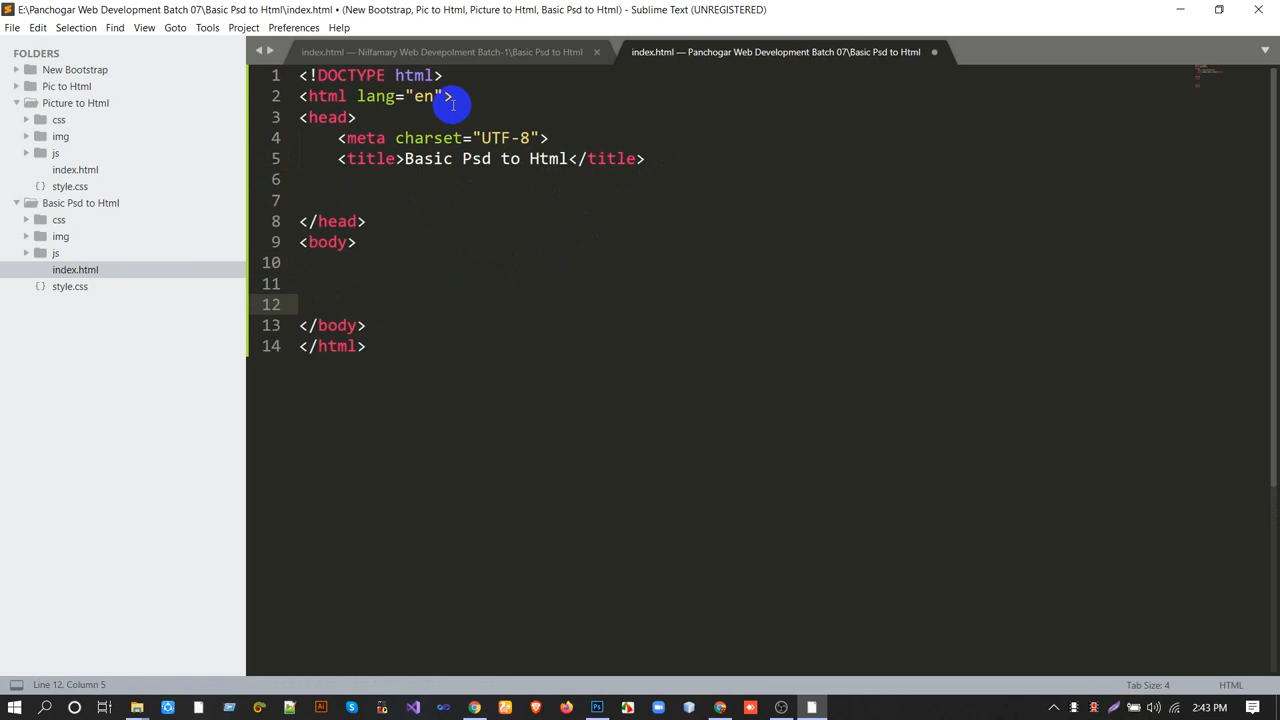 E:\Panchogar Web Development Batch 07\Basic Psd to Html\index.html • (New Bootstrap, Pic to Html, Picture to Html, Basic Psd to Html) - Sublime Text (UNREGISTERED)
File Edit Selection Find View Goto Tools Project Preferences Help
FOLDERS
New Bootstrap
Pic to Html
Picture to Html
css
img
js
index.html
style.css
Basic Psd to Html
css
img
js
index.html
style.css
index.html — Nilfamary Web Devepolment Batch-1\Basic Psd to Html
index.html — Panchogar Web Development Batch 07\Basic Psd to Html
1 <!DOCTYPE html>
2 <html lang="en">
3 <head>
4 <meta charset="UTF-8">
5 <title>Basic Psd to Html</title>
6
7
8 </head>
9 <body>
10
11
12
13 </body>
14 </html>
Line 12, Column 5
Tab Size: 4 HTML
2:43 PM